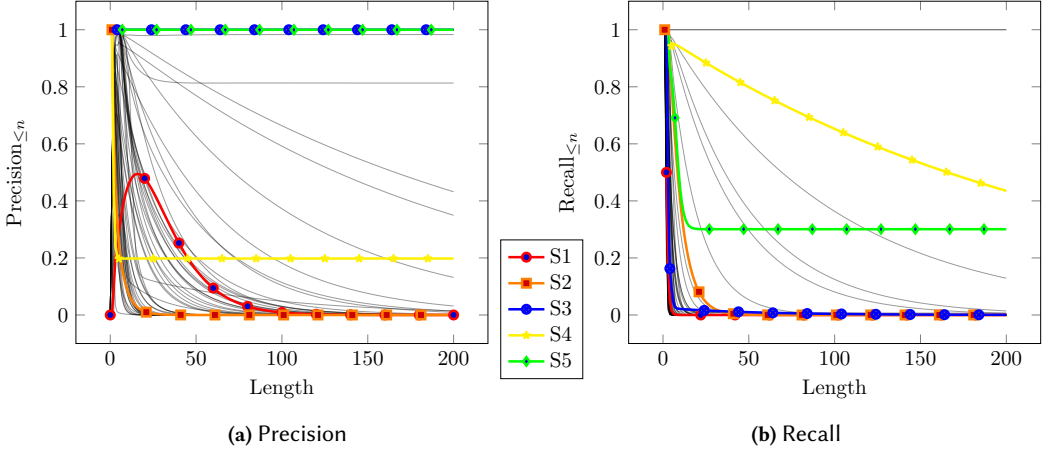 Precision≤n
1
0.8
0.6
0.4
0.2
0
0 50 100 150 200
Length
(a) Precision
S1
S2
S3
S4
S5
Recall≤n
1
0.8
0.6
0.4
0.2
0
0 50 100 150 200
Length
(b) Recall